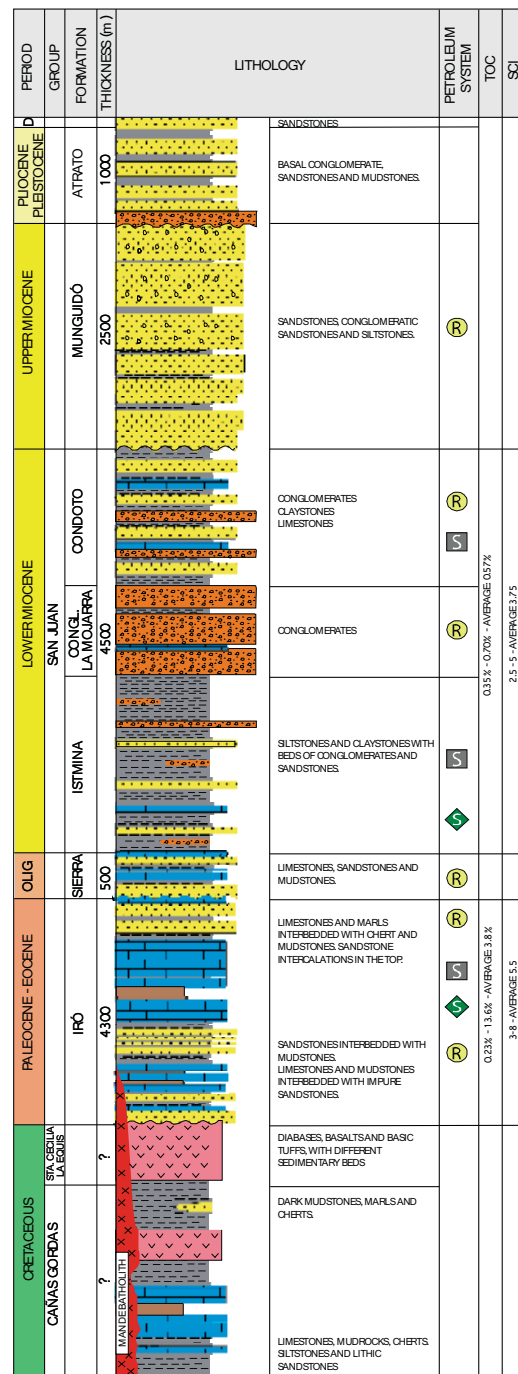 PERIOD
GROUP
FORMATION
THICKNESS (m)
LITHOLOGY
PETROLEUM
SYSTEM
TOC
SCI
D
SANDSTONES
PLIOCENE
PLEISTOCENE
ATRATO
1000
BASAL CONGLOMERATE,
SANDSTONES AND MUDSTONES.
UPPER MIOCENE
MUNGUIDÓ
2500
SANDSTONES, CONGLOMERATIC
SANDSTONES AND SILTSTONES.
R
LOWER MIOCENE
SAN JUAN
CONDOTO
4500
CONGLOMERATES
CLAYSTONES
LIMESTONES
R
S
CONGL.
LA MOJARRA
CONGLOMERATES
R
ISTMINA
SILTSTONES AND CLAYSTONES WITH
BEDS OF CONGLOMERATES AND
SANDSTONES.
S
S
0.35% - 0.70% - AVERAGE: 0.57%
2.5 - 5 - AVERAGE 3.75
OLIG
SIERRA
500
LIMESTONES, SANDSTONES AND
MUDSTONES.
R
PALEOCENE - EOCENE
IRÓ
4300
LIMESTONES AND MARLS
INTERBEDDED WITH CHERT AND
MUDSTONES. SANDSTONE
INTERCALATIONS IN THE TOP.
R
S
S
SANDSTONES INTERBEDDED WITH
MUDSTONES.
LIMESTONES AND MUDSTONES
INTERBEDDED WITH IMPURE
SANDSTONES.
R
0.23% - 13.6% - AVERAGE: 3.8%
3-8 - AVERAGE 5.5
CRETACEOUS
STA. CECILIA
LA EQUIS
?
DIABASES, BASALTS AND BASIC
TUFFS, WITH DIFFERENT
SEDIMENTARY BEDS
CAÑAS GORDAS
?
MANDE BATHOLITH
DARK MUDSTONES, MARLS AND
CHERTS.
LIMESTONES, MUDROCKS, CHERTS.
SILTSTONES AND LITHIC
SANDSTONES